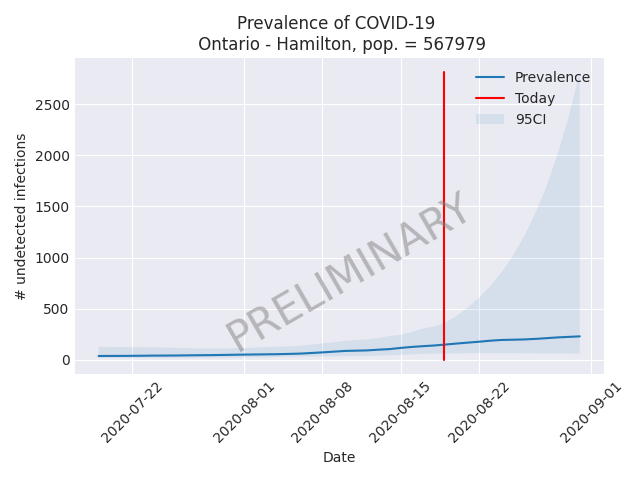 Prevalence of COVID-19
Ontario - Hamilton, pop. = 567979
Prevalence
Today
95CI
# undetected infections
2500
2000
1500
1000
500
0
PRELIMINARY
2020-07-22
2020-08-01
2020-08-08
2020-08-15
2020-08-22
2020-09-01
Date